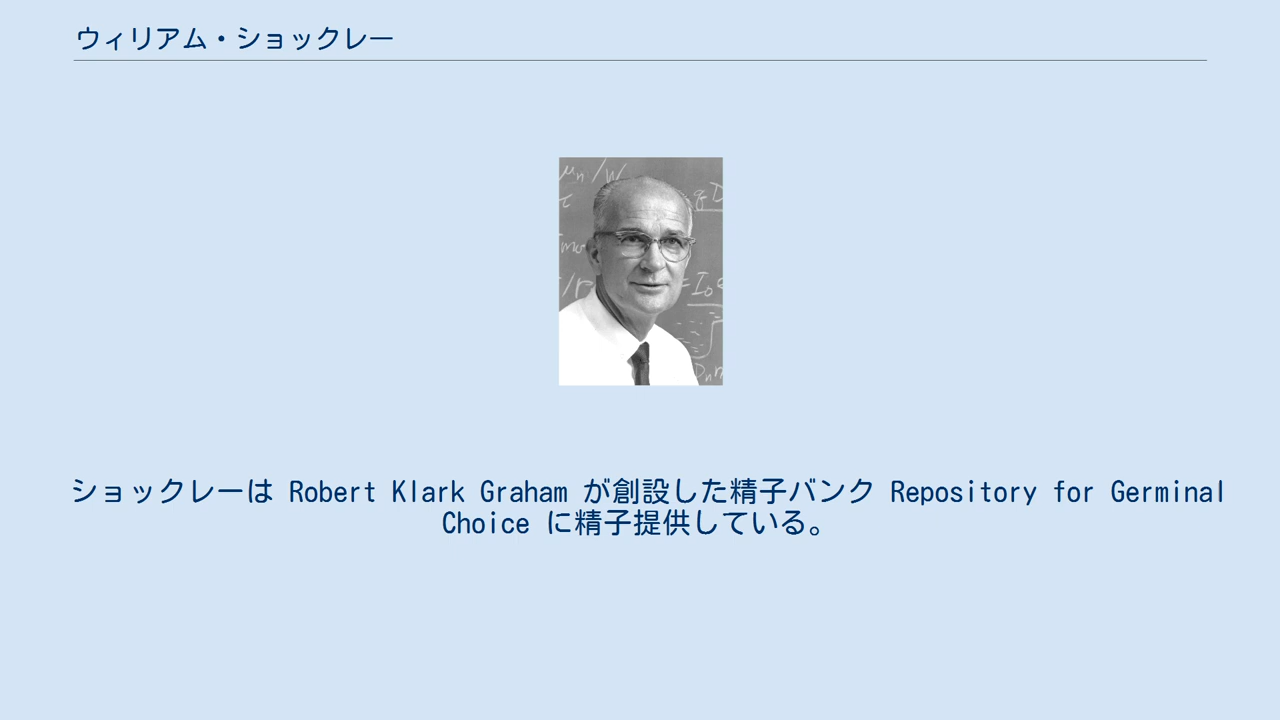 ウィリアム・ショックレー
μn/W
ショックレーは Robert Klark Graham が創設した精子バンク Repository for Germinal
Choice に精子提供している。